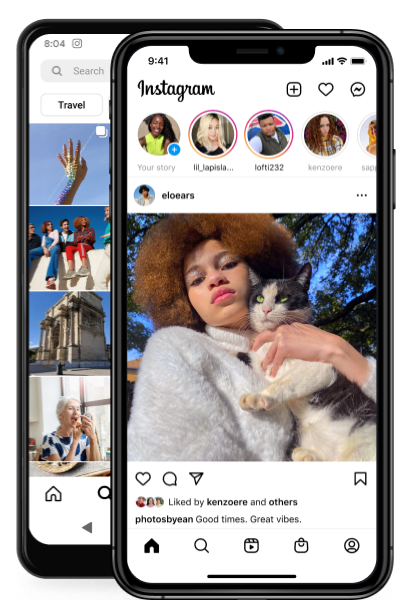 8:04
Search
Travel
9:41
Instagram
Your story
lil_lapisla...
lofti232
kenzoere
sapp
eloears
Liked by kenzoere and others
photosbyean Good times. Great vibes.